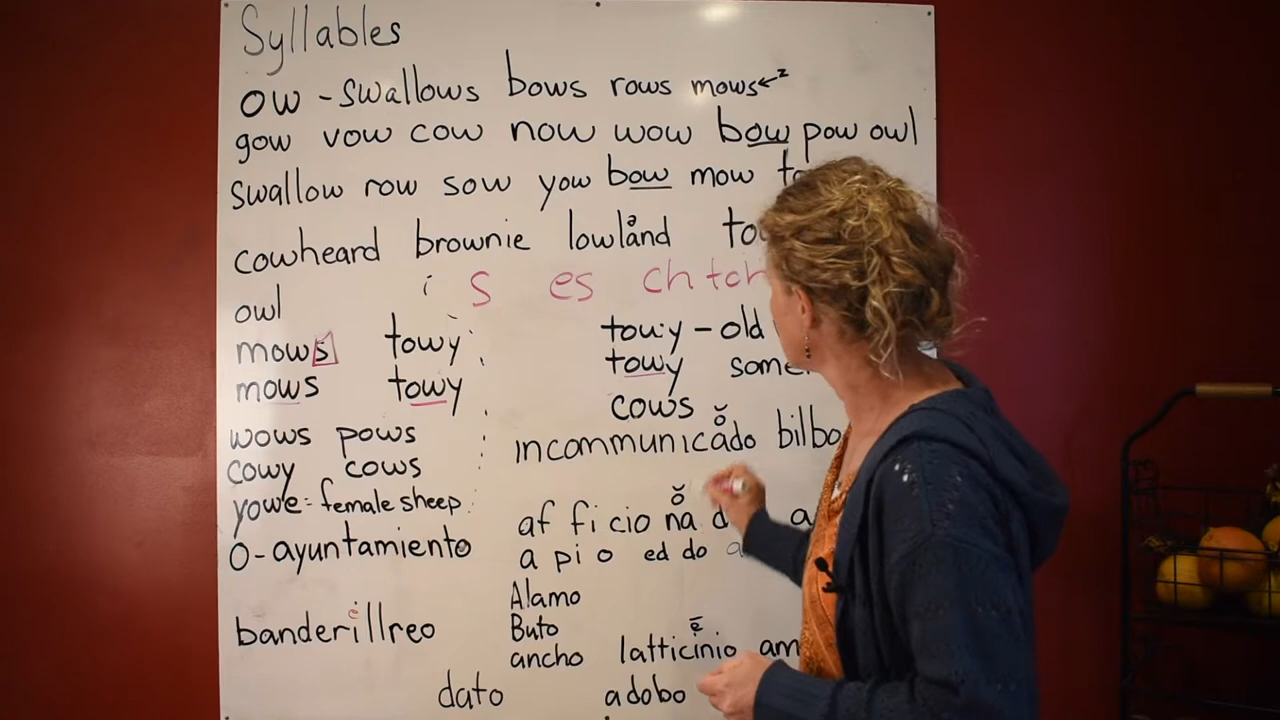 Syllables
ow - swallows bows rows mows←z
gow vow cow now wow bow pow owl
swallow row sow yow bow mow
cowheard brownie lowland
i s es ch tch
owl
mows towy towy - old
mows towy towy
cows
wows pows incommunicado
cowy cows
yowe = female sheep af fi cio na
O - ayuntamiento a pi o ed do
Alamo
banderillreo Buto
ancho latticinio
dato adobo